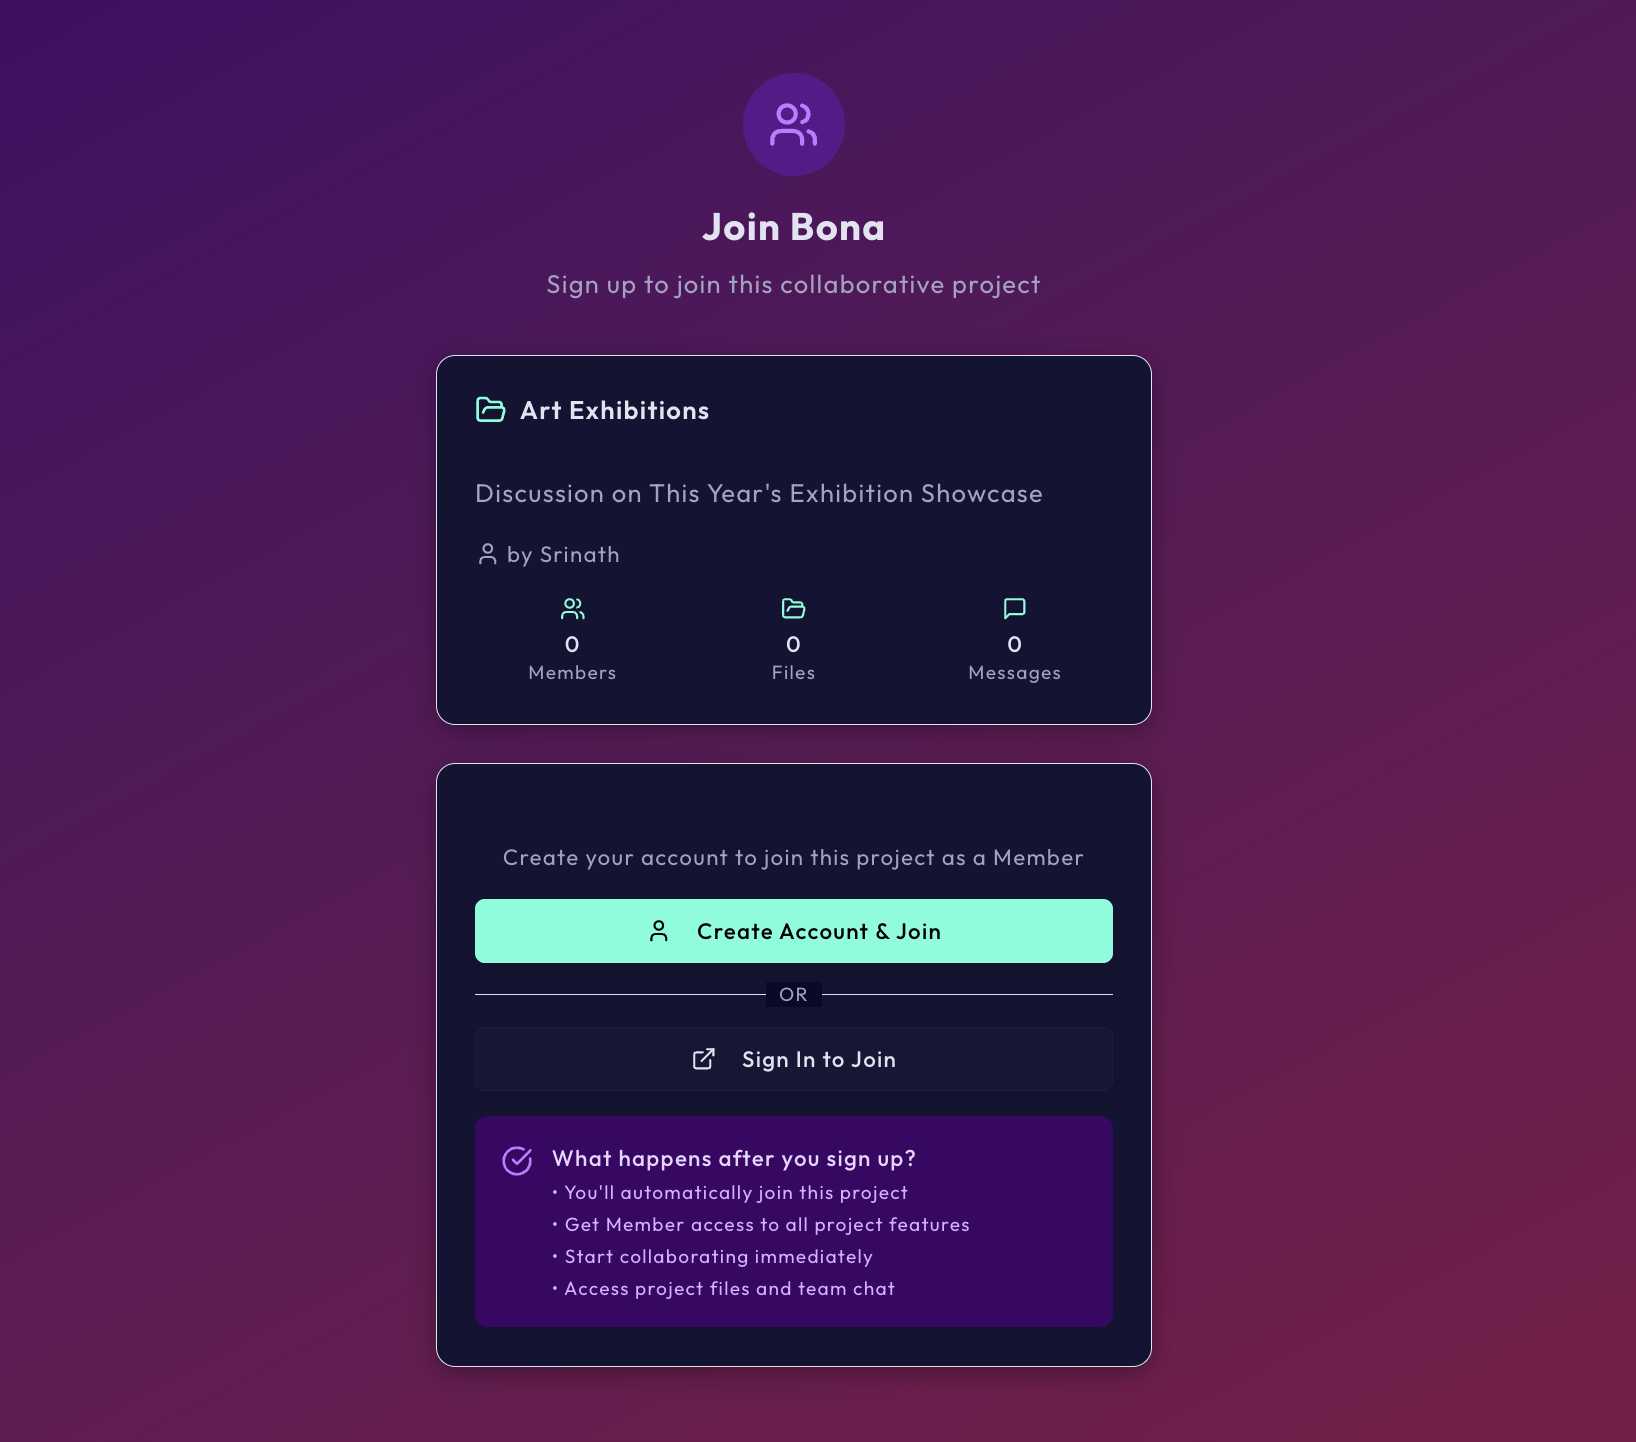 Join Bona
Sign up to join this collaborative project
Art Exhibitions
Discussion on This Year's Exhibition Showcase
by Srinath
0
Members
0
Files
0
Messages
Create your account to join this project as a Member
Create Account & Join
OR
Sign In to Join
What happens after you sign up?
• You'll automatically join this project
• Get Member access to all project features
• Start collaborating immediately
• Access project files and team chat